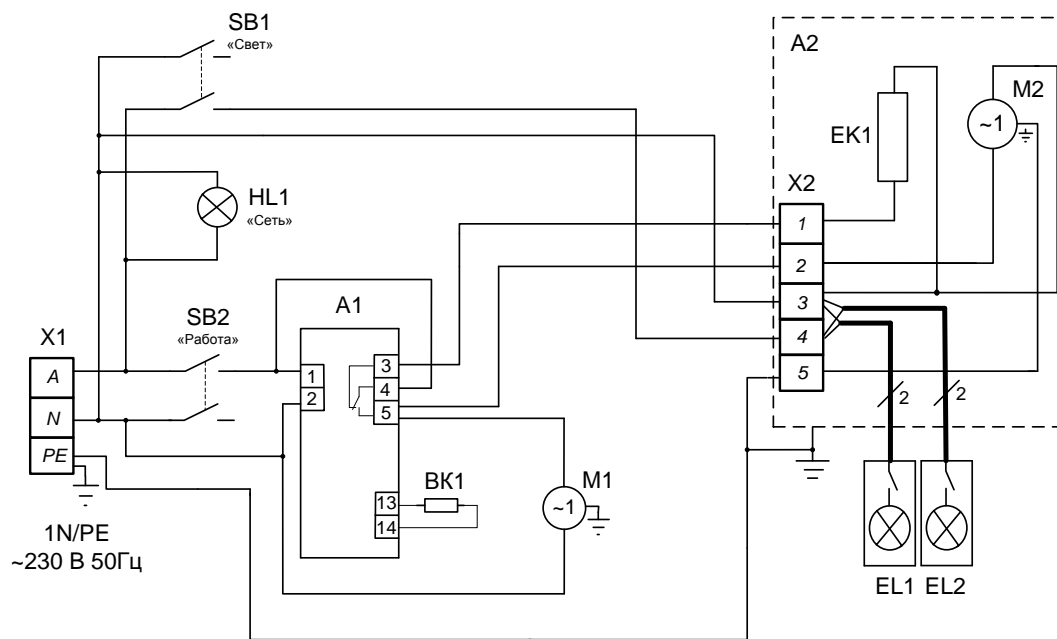 SB1
«Свет»
A2
M2
~1
EK1
HL1
«Сеть»
X2
1
2
3
4
5
X1
SB2
«Работа»
A1
A
N
PE
1
2
3
4
5
13
14
BK1
M1
~1
1N/PE
~230 В 50Гц
2
2
EL1
EL2